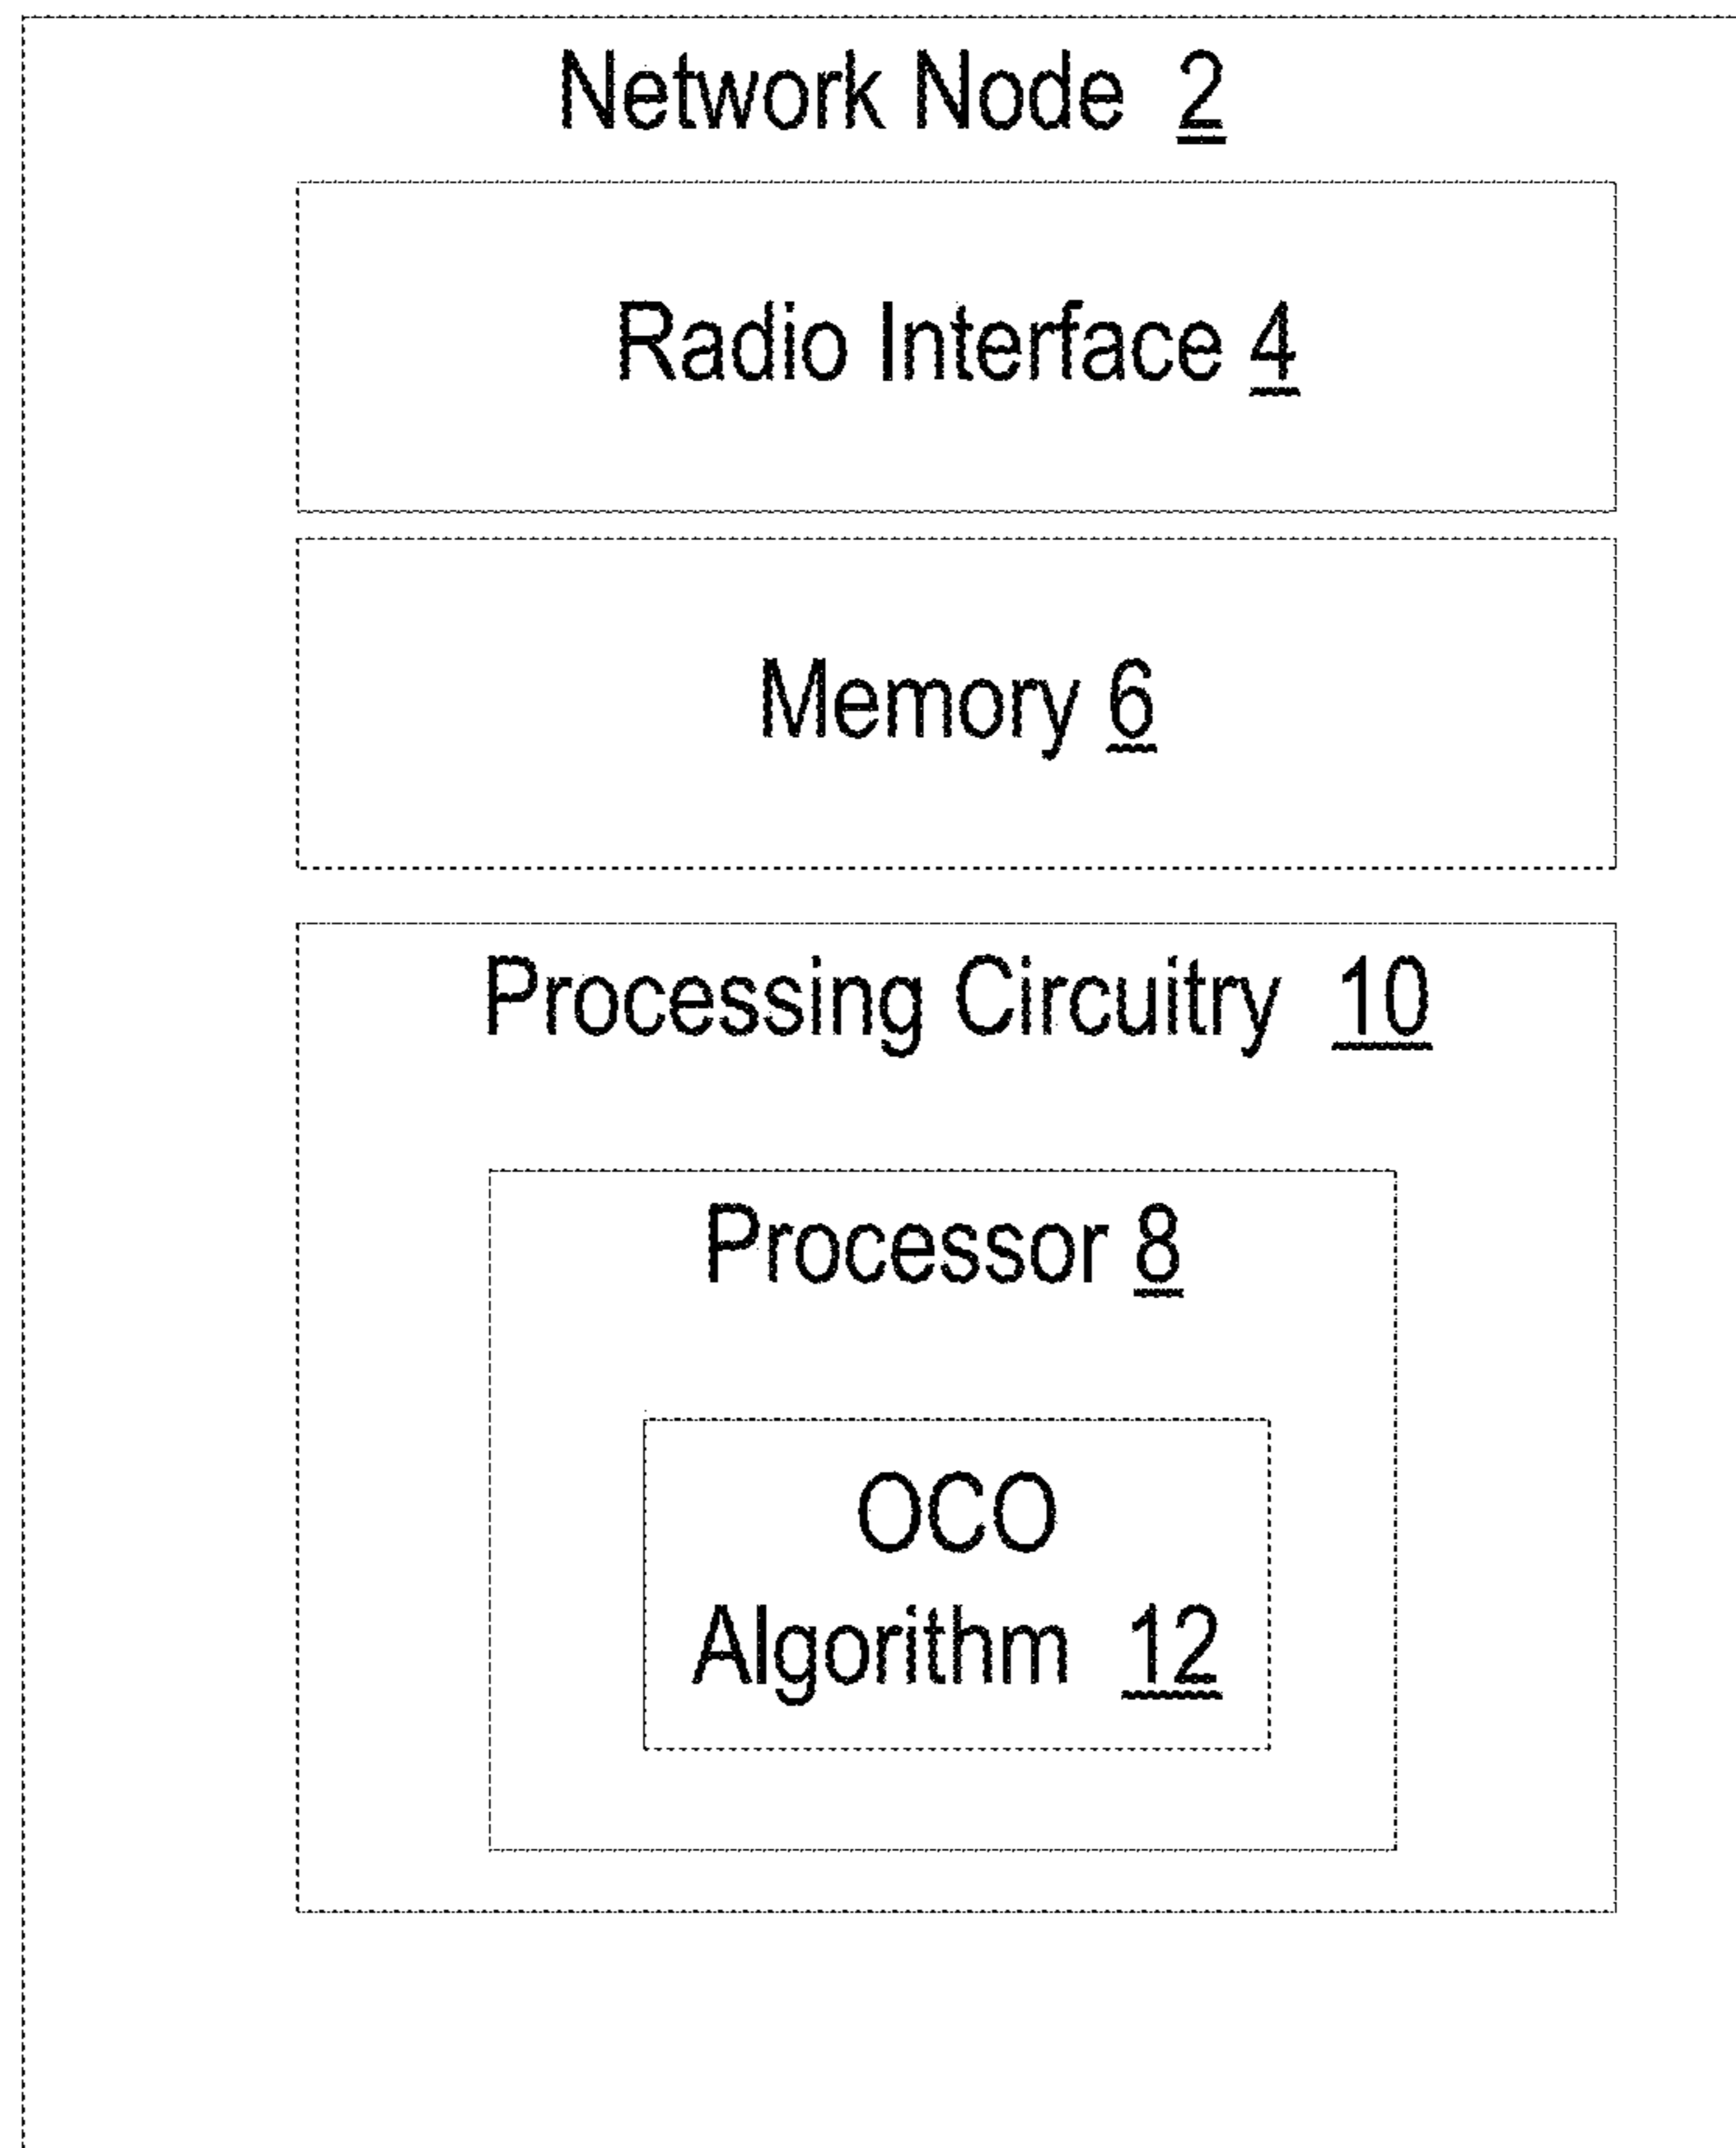 Network Node 2
Radio Interface 4
Memory 6
Processing Circuitry 10
Processor 8
OCO
Algorithm 12